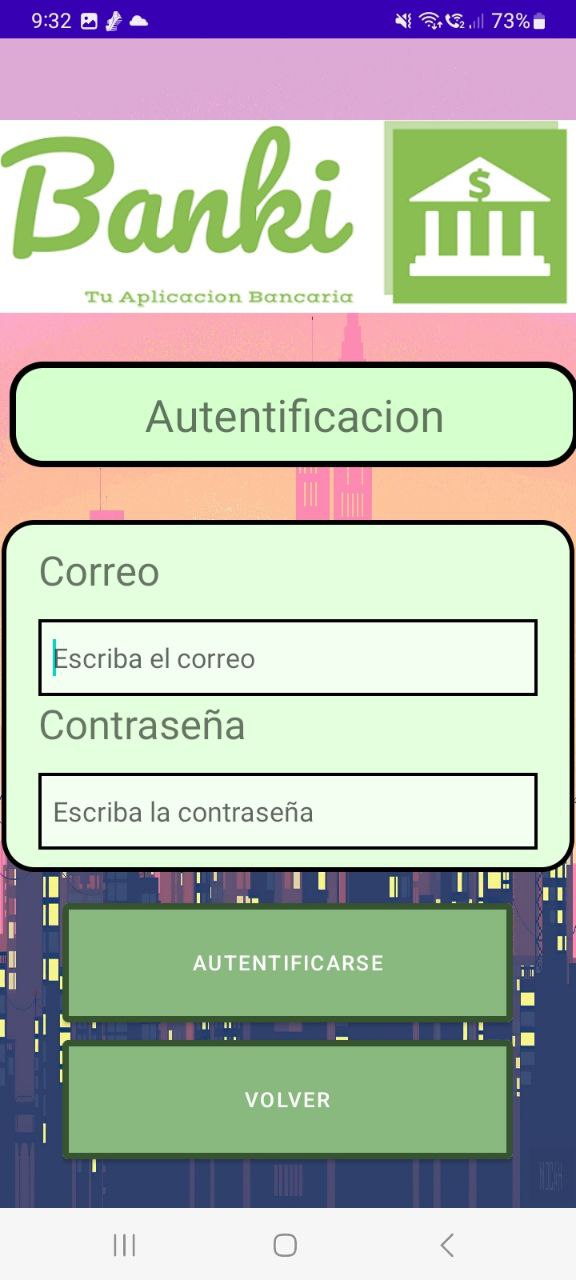 9:32 73%
Banki
$
Tu Aplicacion Bancaria
Autentificacion
Correo
Escriba el correo
Contraseña
Escriba la contraseña
AUTENTIFICARSE
VOLVER